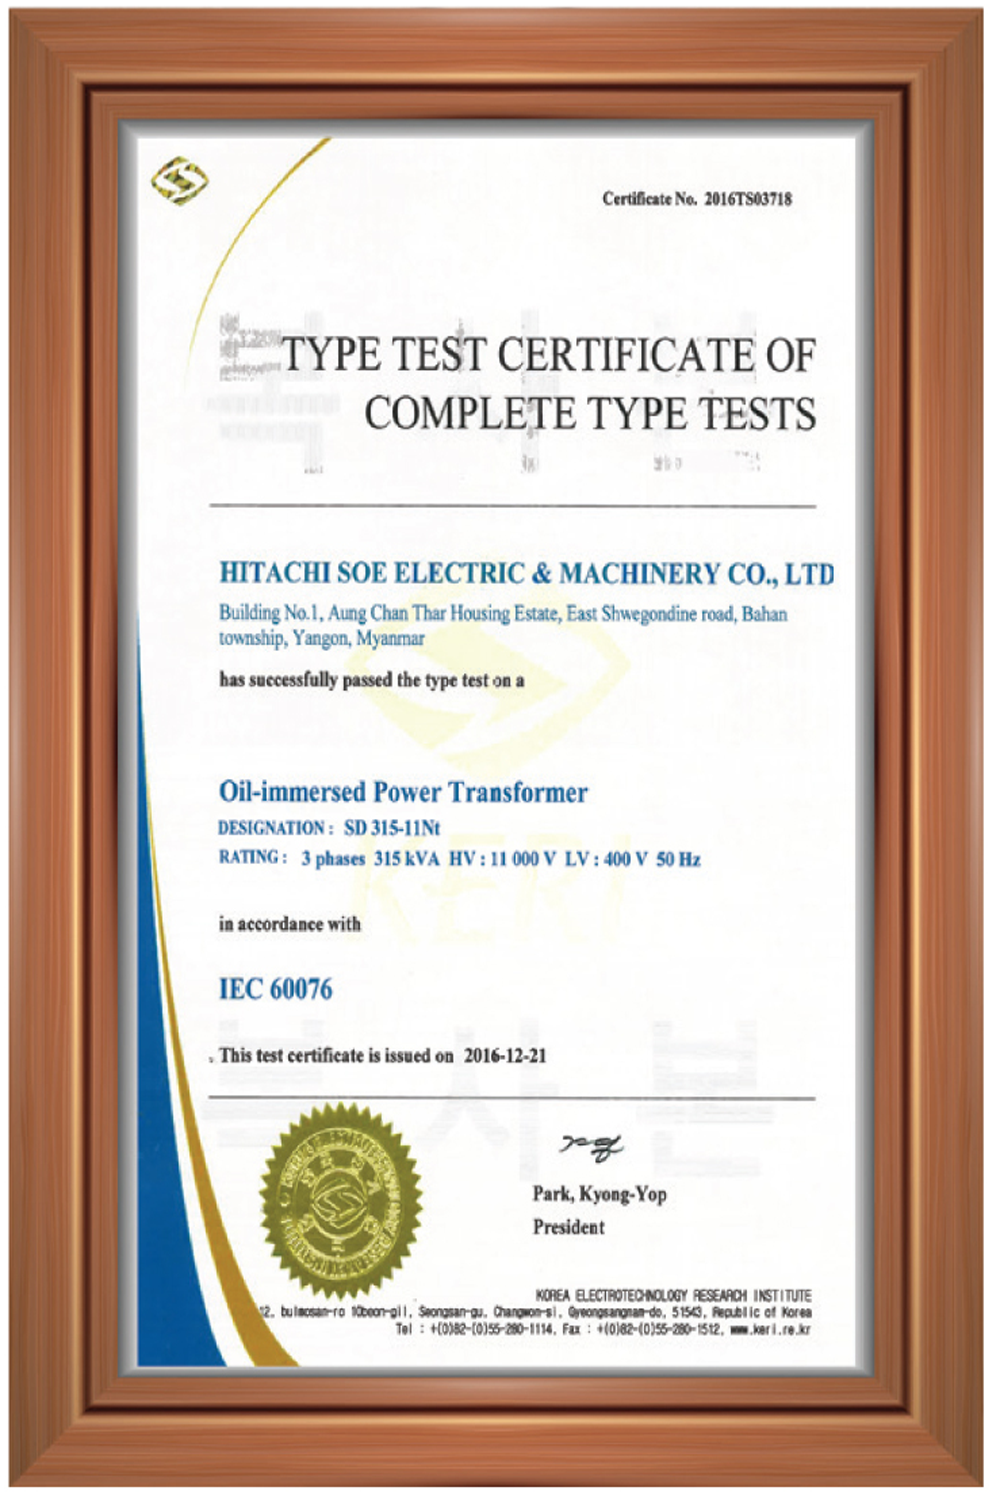 Certificate No. 2016TS03718
TYPE TEST CERTIFICATE OF
COMPLETE TYPE TESTS
HITACHI SOE ELECTRIC & MACHINERY CO., LTD
Building No.1, Aung Chan Thar Housing Estate, East Shwegondine road, Bahan
township, Yangon, Myanmar
has successfully passed the type test on a
Oil-immersed Power Transformer
DESIGNATION : SD 315-11Nt
RATING : 3 phases 315 kVA HV : 11 000 V LV : 400 V 50 Hz
KERI
in accordance with
IEC 60076
This test certificate is issued on 2016-12-21
Park, Kyong-Yop
President
KOREA ELECTROTECHNOLOGY RESEARCH INSTITUTE
12, bulmosan-ro 10beon-gil, Seongsan-gu, Changwon-si, Gyeongsangnam-do, 51543, Republic of Korea
Tel : +(0)82-(0)55-280-1114, Fax : +(0)82-(0)55-280-1512, www.keri.re.kr